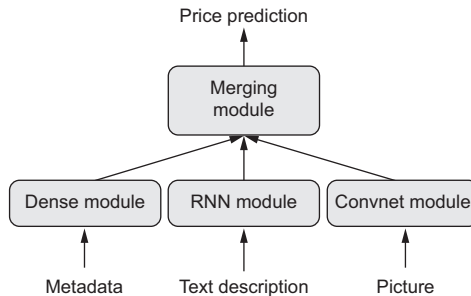 Price prediction
Merging
module
Dense module
RNN module
Convnet module
Metadata
Text description
Picture